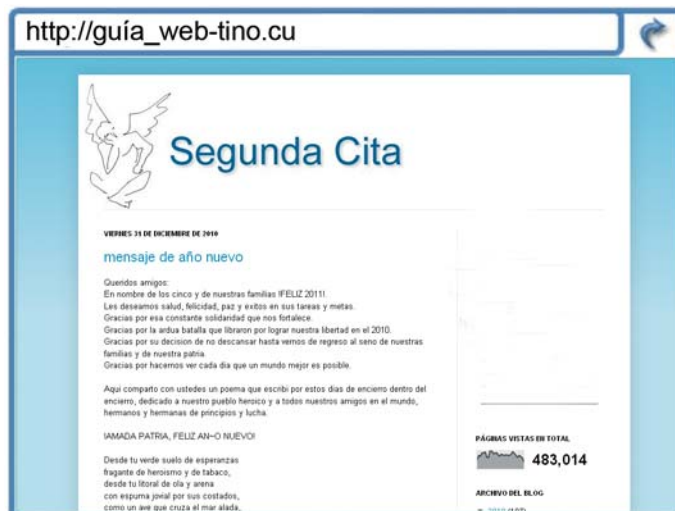 http://guía_web-tino.cu
Segunda Cita
VIERNES 31 DE DICIEMBRE DE 2010
mensaje de año nuevo
Queridos amigos:
En nombre de los cinco y de nuestras familias !FELIZ 2011!
Les deseamos salud, felicidad, paz y exitos en sus tareas y metas.
Gracias por esa constante solidaridad que nos fortalece.
Gracias por la ardua batalla que libraron por lograr nuestra libertad en el 2010.
Gracias por su decision de no descansar hasta vernos de regreso al seno de nuestras
familias y de nuestra patria.
Gracias por hacernos ver cada dia que un mundo mejor es posible.
Aqui comparto con ustedes un poema que escribi por estos dias de encierro dentro del
encierro, dedicado a nuestro pueblo heroico y a todos nuestros amigos en el mundo,
hermanos y hermanas de principios y lucha.
!AMADA PATRIA, FELIZ AN~O NUEVO!
Desde tu verde suelo de esperanzas
fragante de heroismo y de tabaco,
desde tu litoral de ola y arena
con espuma jovial por sus costados,
como un ave que cruza el mar alada,
PÁGINAS VISTAS EN TOTAL
483,014
ARCHIVO DEL BLOG